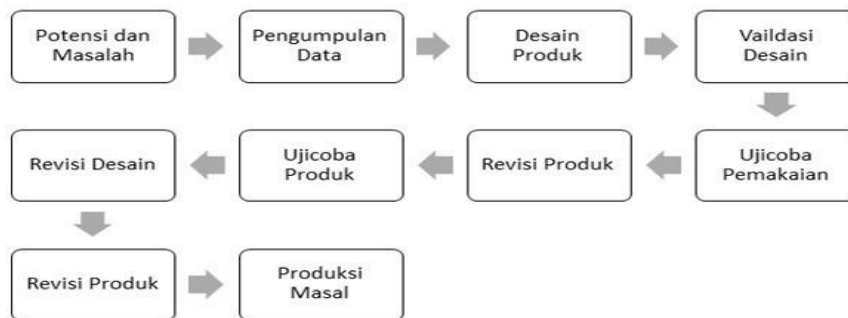 Potensi dan
Masalah
Pengumpulan
Data
Desain
Produk
Vaildasi
Desain
Ujicoba
Pemakaian
Revisi Produk
Ujicoba
Produk
Revisi Desain
Revisi Produk
Produksi
Masal